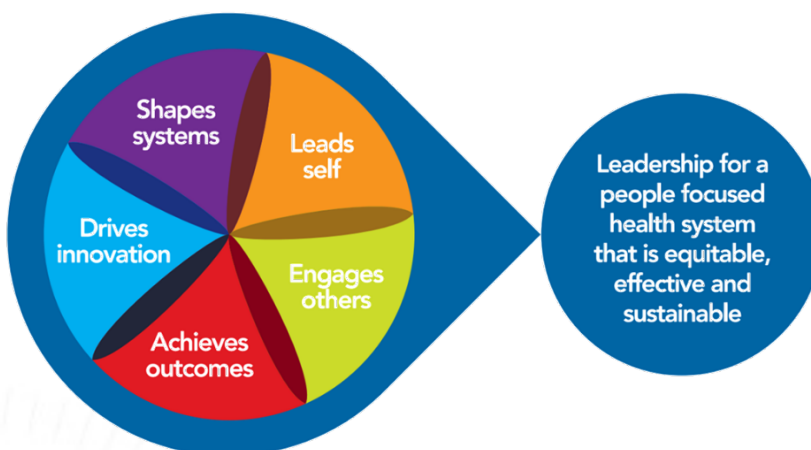 Shapes
systems
Leads
self
Engages
others
Achieves
outcomes
Drives
innovation
Leadership for a
people focused
health system
that is equitable,
effective and
sustainable